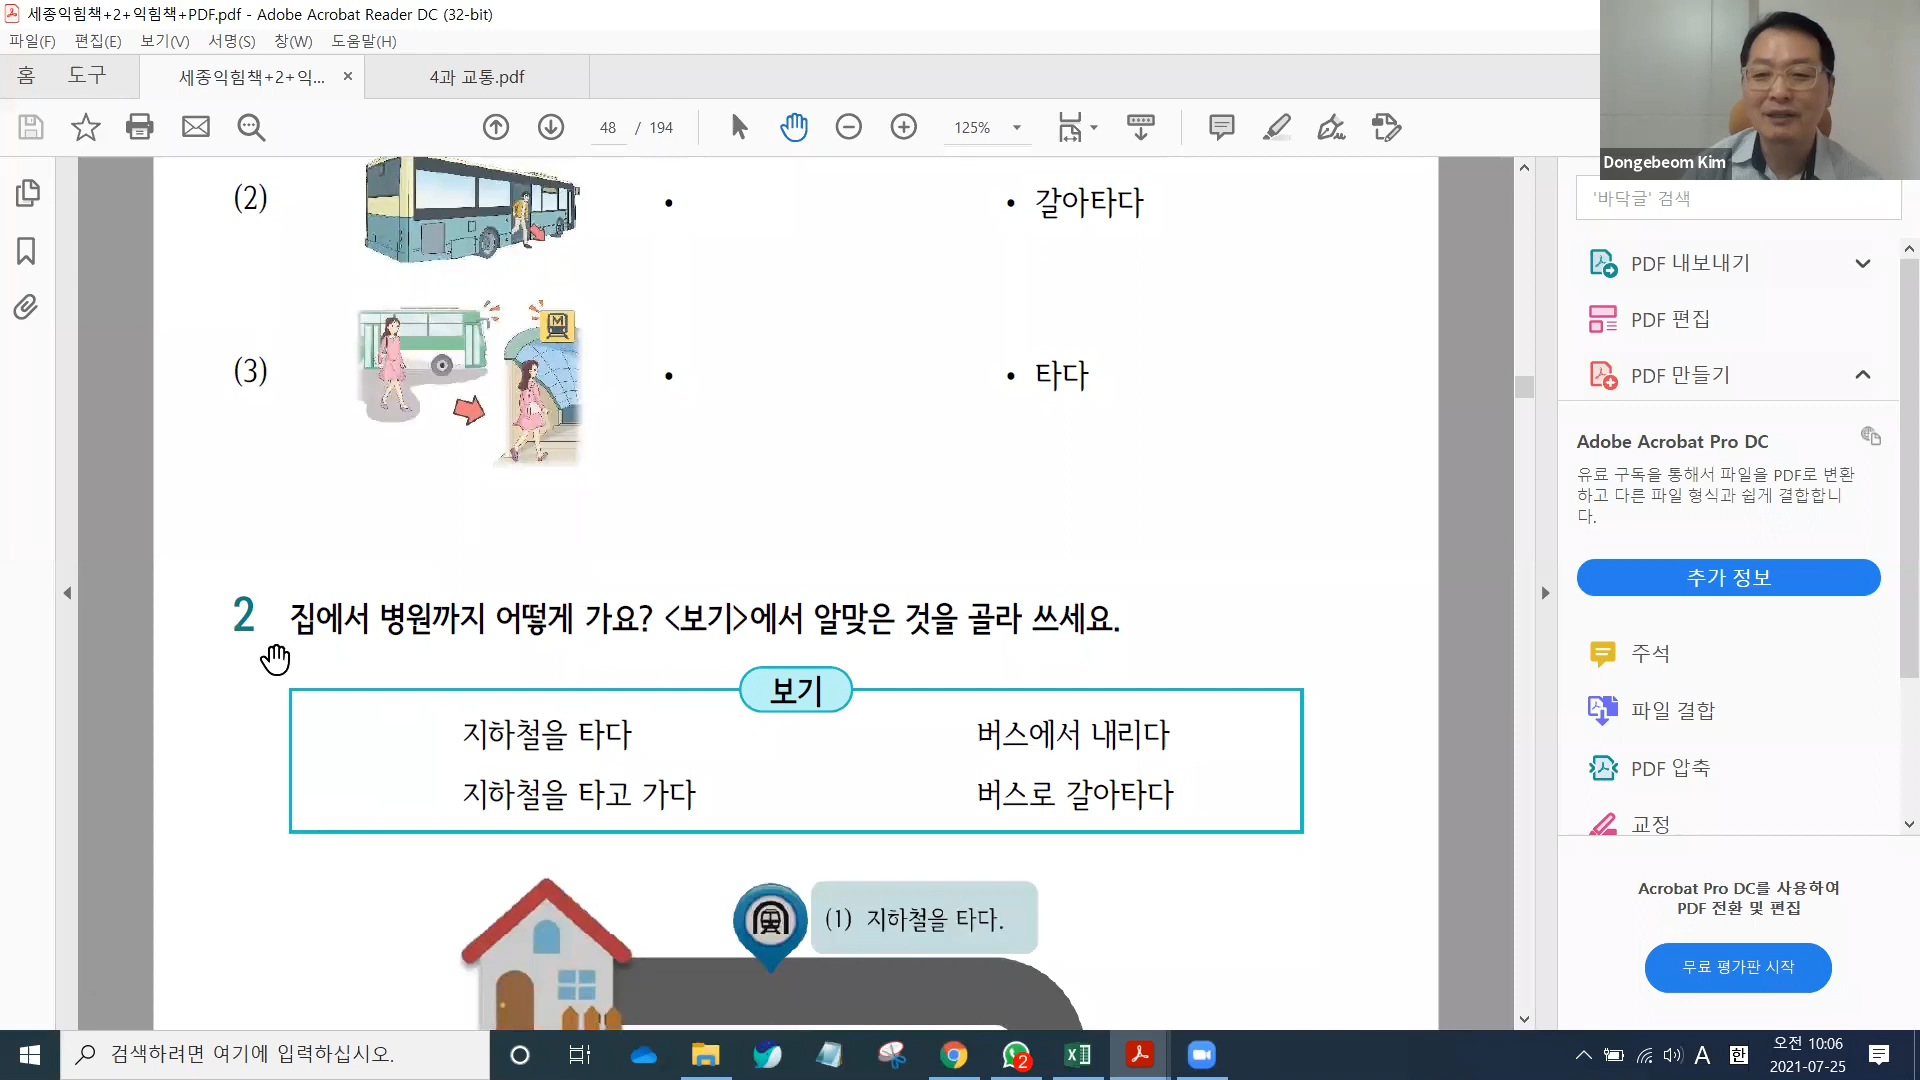 세종익힘책+2+익힘책+PDF.pdf - Adobe Acrobat Reader DC (32-bit)
파일(F) 편집(E) 보기(V) 서명(S) 창(W) 도움말(H)
홈 도구 세종익힘책+2+익... × 4과 교통.pdf
48 / 194 125%
Dongebeom Kim
(2) • • 갈아타다
M
(3) • • 타다
2 집에서 병원까지 어떻게 가요? <보기>에서 알맞은 것을 골라 쓰세요.
보기
지하철을 타다 버스에서 내리다
지하철을 타고 가다 버스로 갈아타다
(1) 지하철을 타다.
'바닥글' 검색
PDF 내보내기
PDF 편집
PDF 만들기
Adobe Acrobat Pro DC
유료 구독을 통해서 파일을 PDF로 변환
하고 다른 파일 형식과 쉽게 결합합니
다.
추가 정보
주석
파일 결합
PDF 압축
교정
Acrobat Pro DC를 사용하여
PDF 전환 및 편집
무료 평가판 시작
검색하려면 여기에 입력하십시오.
2
A 한
오전 10:06
2021-07-25